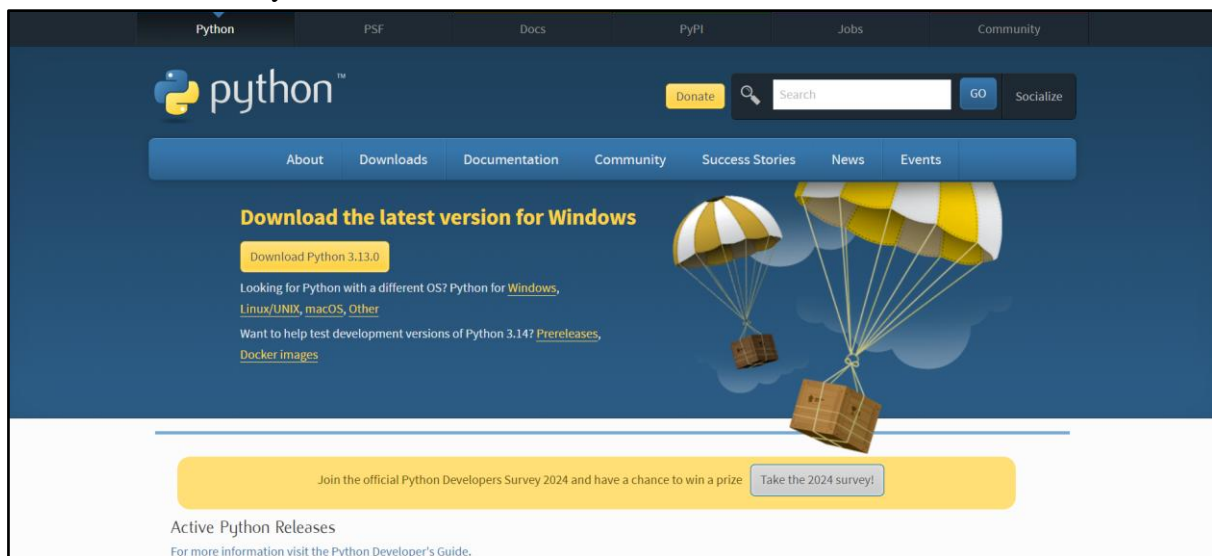 Python PSF Docs PyPI Jobs Community
python™
Donate Search GO Socialize
About Downloads Documentation Community Success Stories News Events
Download the latest version for Windows
Download Python 3.13.0
Looking for Python with a different OS? Python for Windows,
Linux/UNIX, macOS, Other
Want to help test development versions of Python 3.14? Prereleases,
Docker images
Join the official Python Developers Survey 2024 and have a chance to win a prize Take the 2024 survey!
Active Python Releases
For more information visit the Python Developer's Guide.